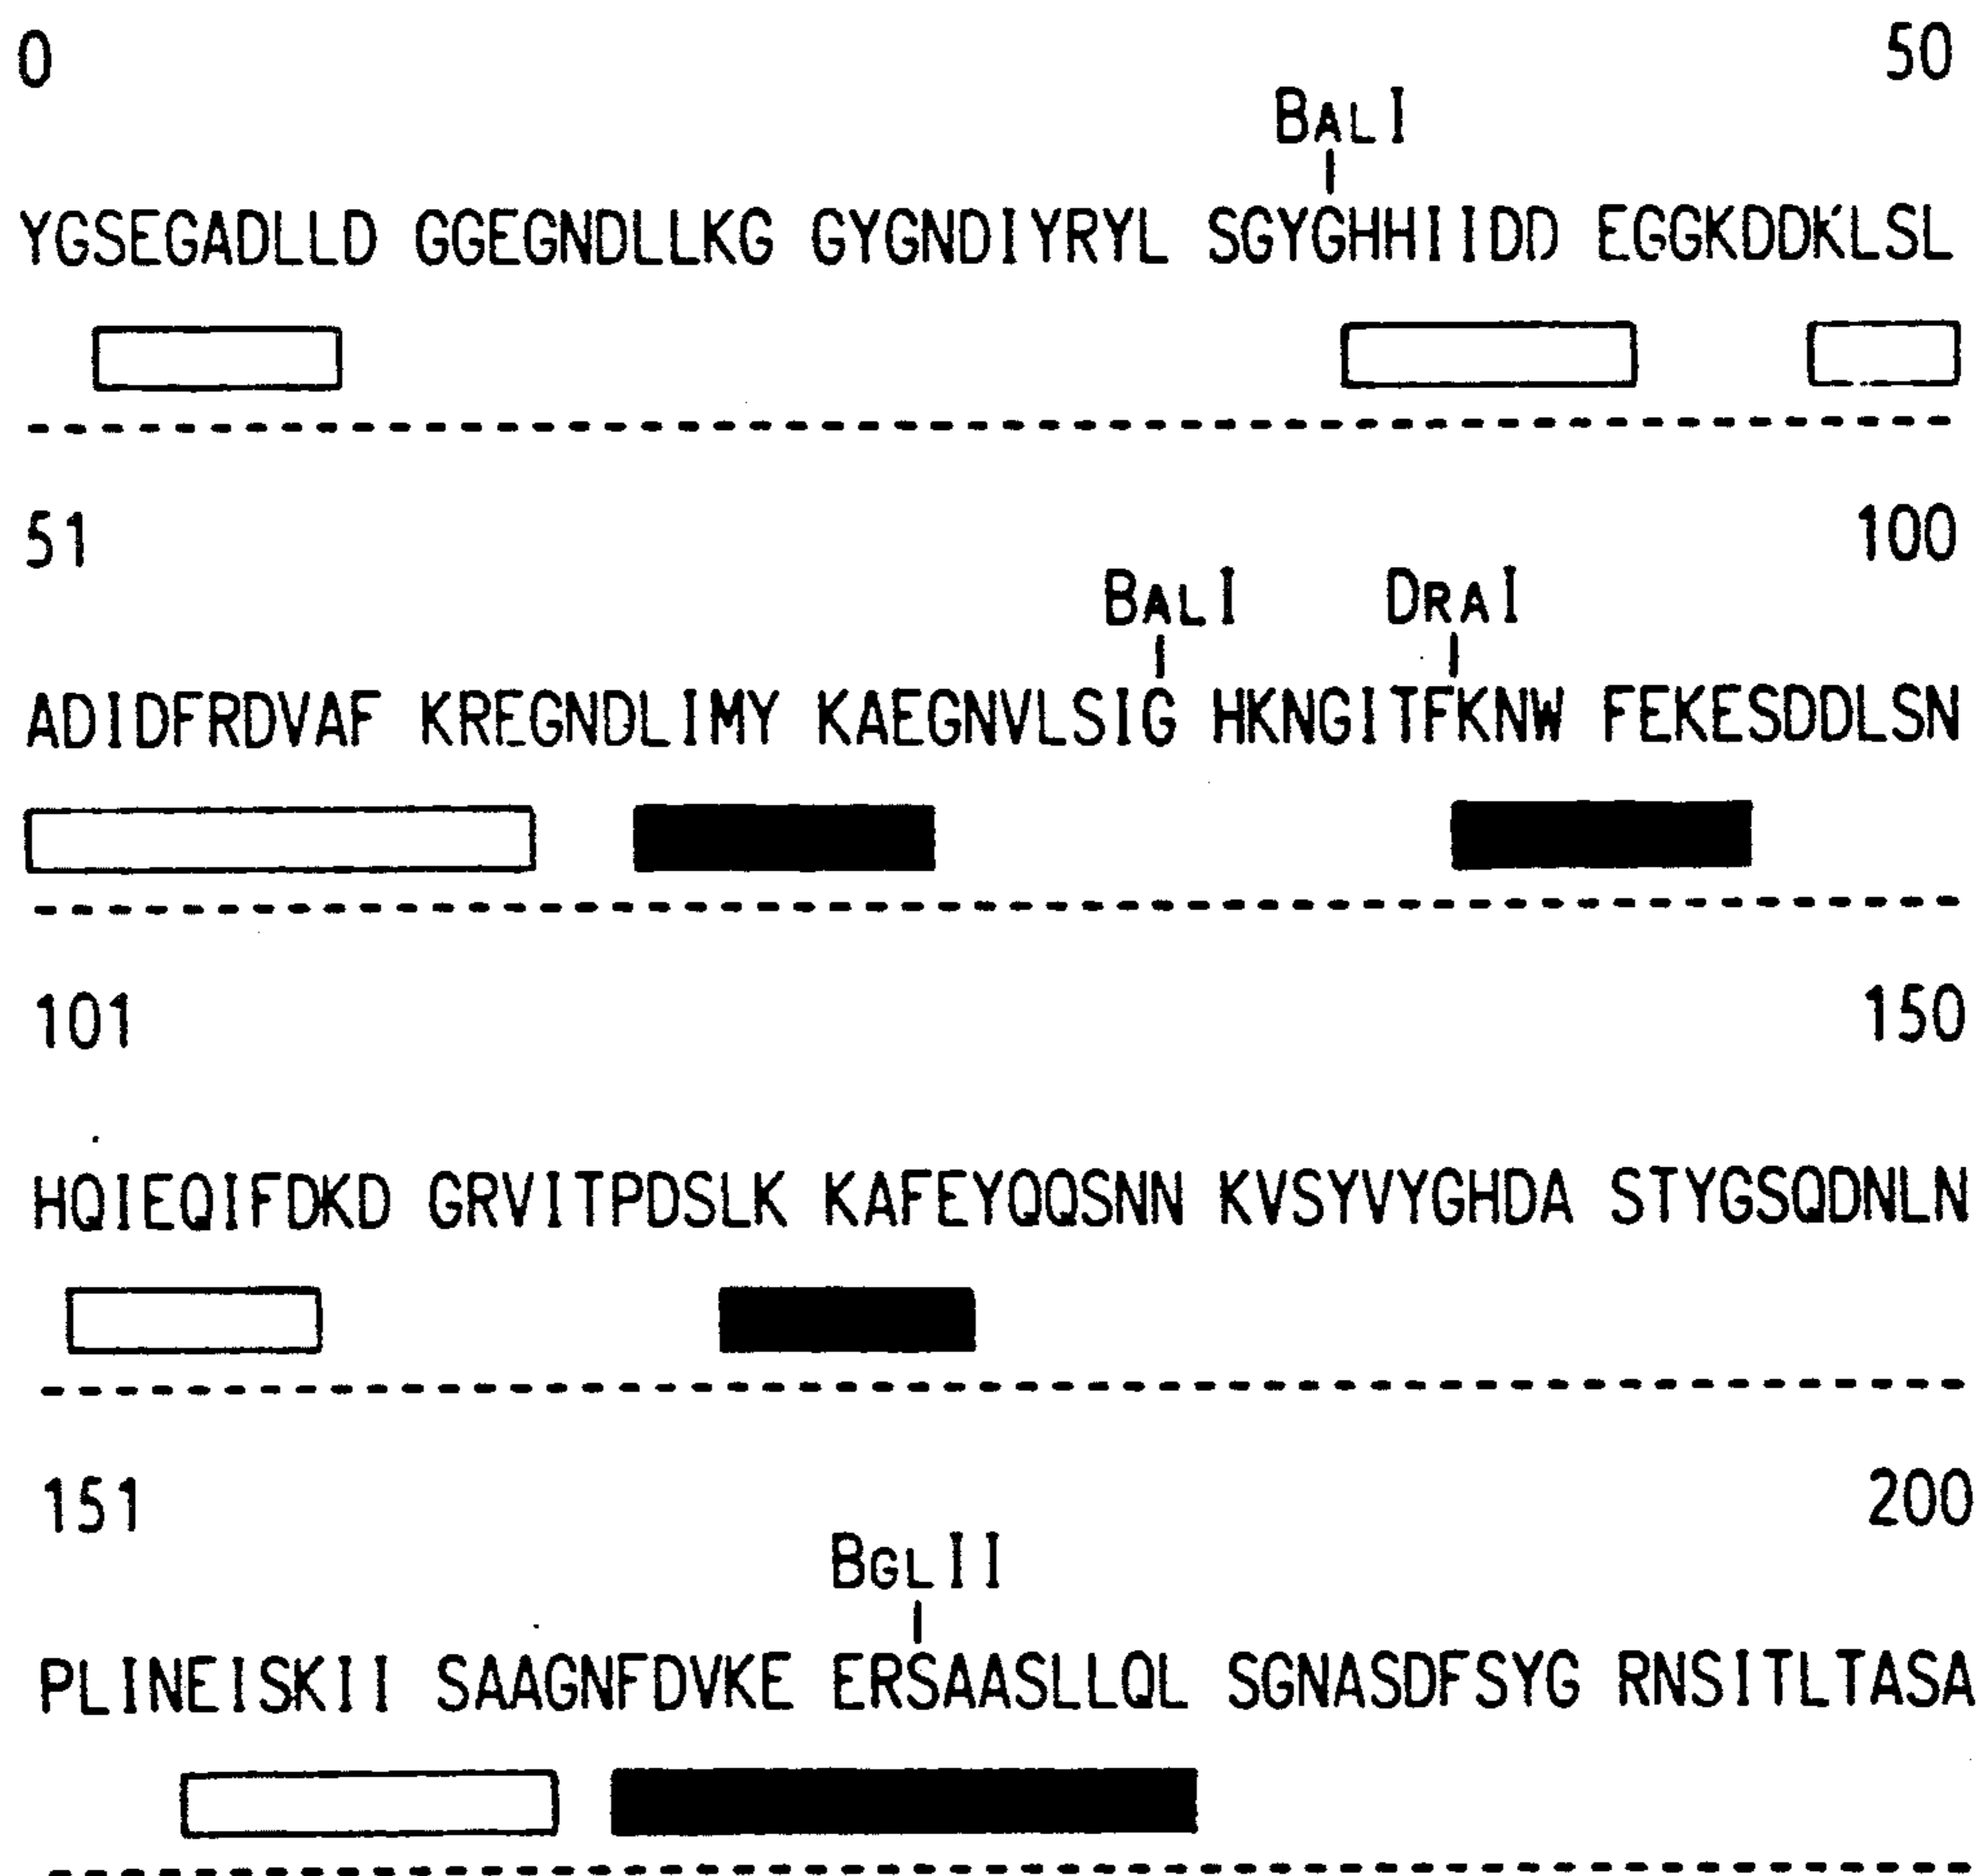 0 50
BALI
YGSEGADLLD GGEGNDLLKG GYGNDIYRYL SGYGHHIIDD EGGKDDKLSL
51 100
BALI DRAI
ADIDFRDVAF KREGNDLIMY KAEGNVLSIG HKNGITFKNW FEKESDDLSN
101 150
HQIEQIFDKD GRVITPDSLK KAFEYQQSNN KVSYVYGHDA STYGSQDNLN
151 200
BGLII
PLINEISKII SAAGNFDVKE ERSAASLLQL SGNASDFSYG RNSITLTASA